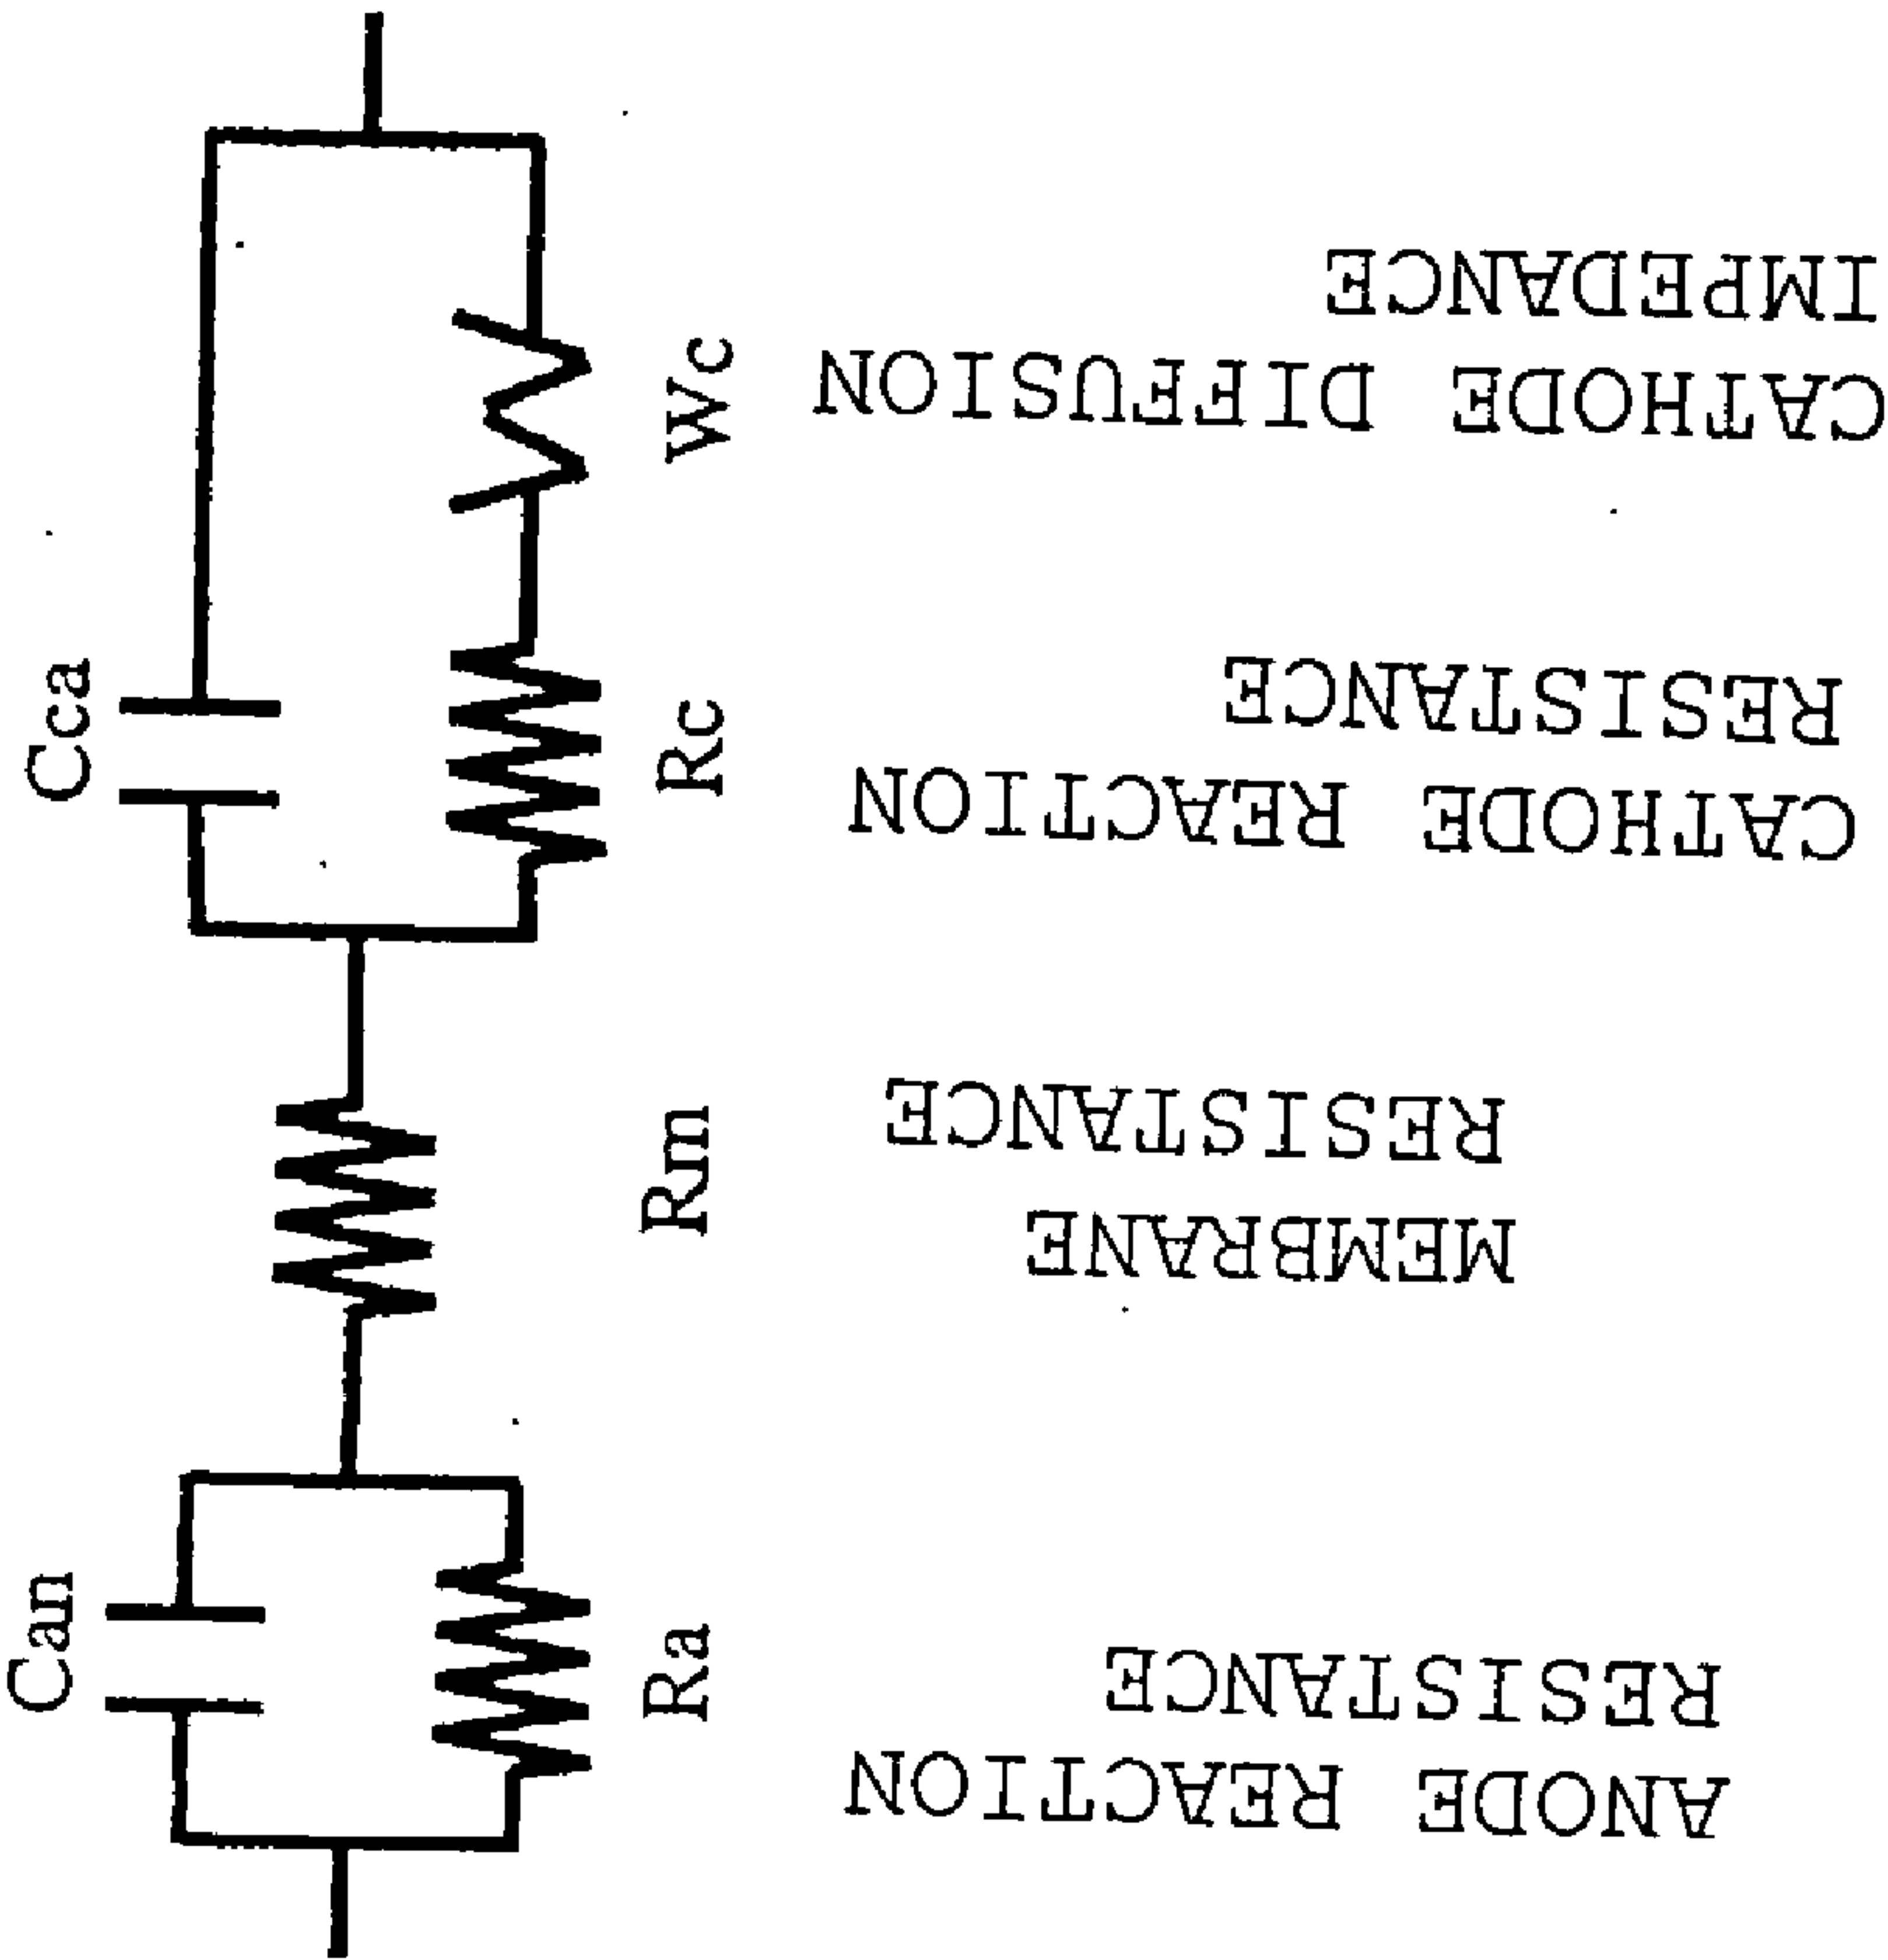 Can
Cca
Ra
Rm
Rc
Wc
ANODE REACTION
RESISTANCE
MEMBRANE
RESISTANCE
CATHODE REACTION
RESISTANCE
CATHODE DIFFUSION
IMPEDANCE